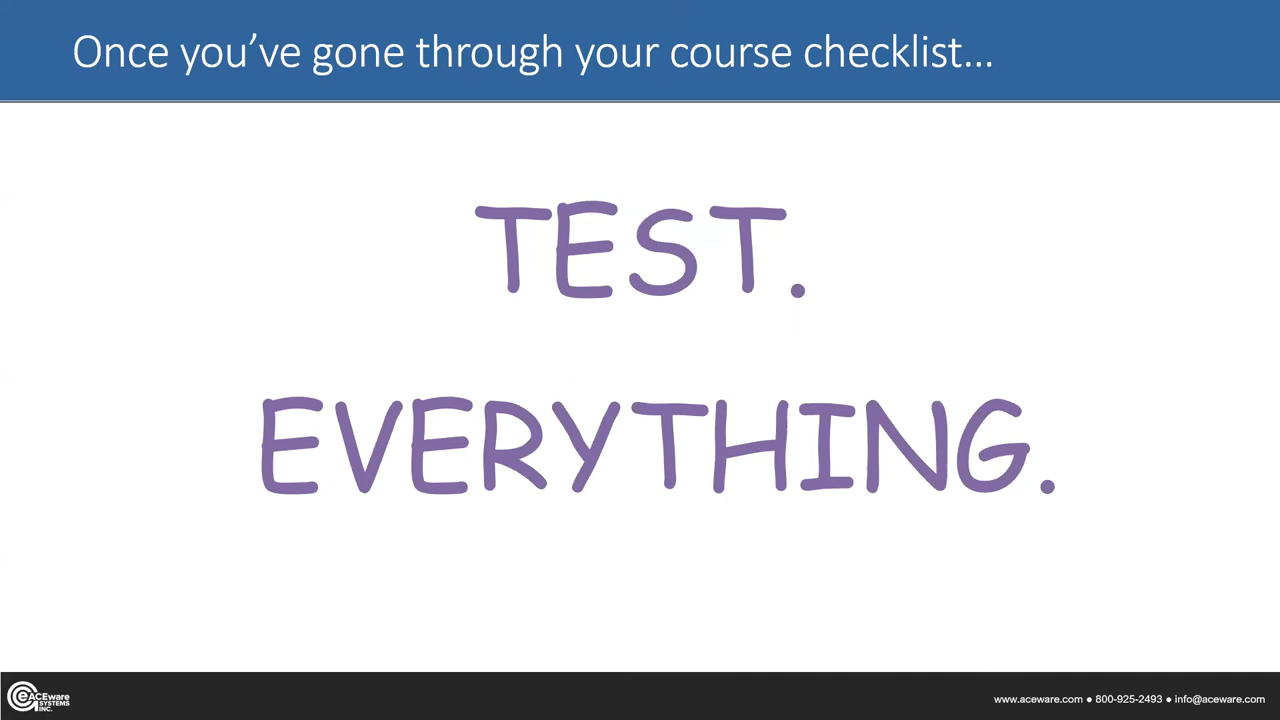 Once you’ve gone through your course checklist…
TEST.
EVERYTHING.
ACEware
SYSTEMS
INC.
www.aceware.com ● 800-925-2493 ● info@aceware.com